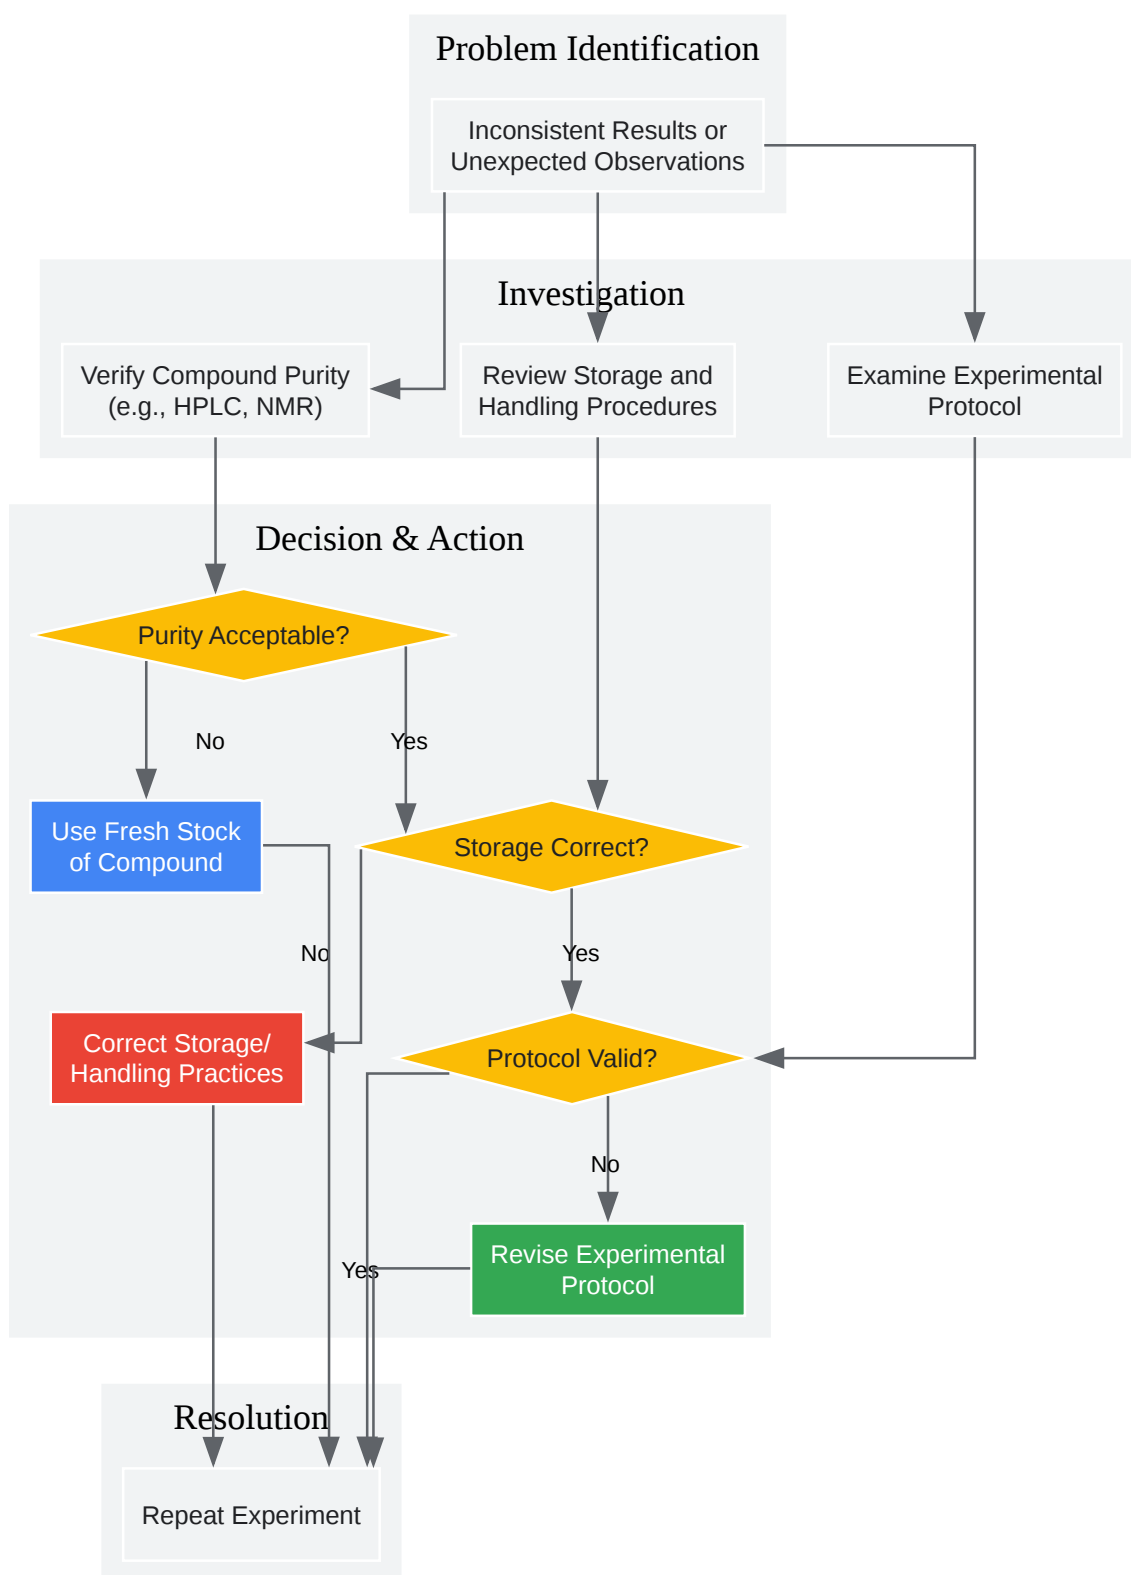 Problem Identification
Inconsistent Results or
Unexpected Observations
Investigation
Verify Compound Purity
(e.g., HPLC, NMR)
Review Storage and
Handling Procedures
Examine Experimental
Protocol
Decision & Action
Purity Acceptable?
No
Yes
Use Fresh Stock
of Compound
Storage Correct?
No
Yes
Correct Storage/
Handling Practices
Protocol Valid?
No
Revise Experimental
Protocol
Yes
Resolution
Repeat Experiment